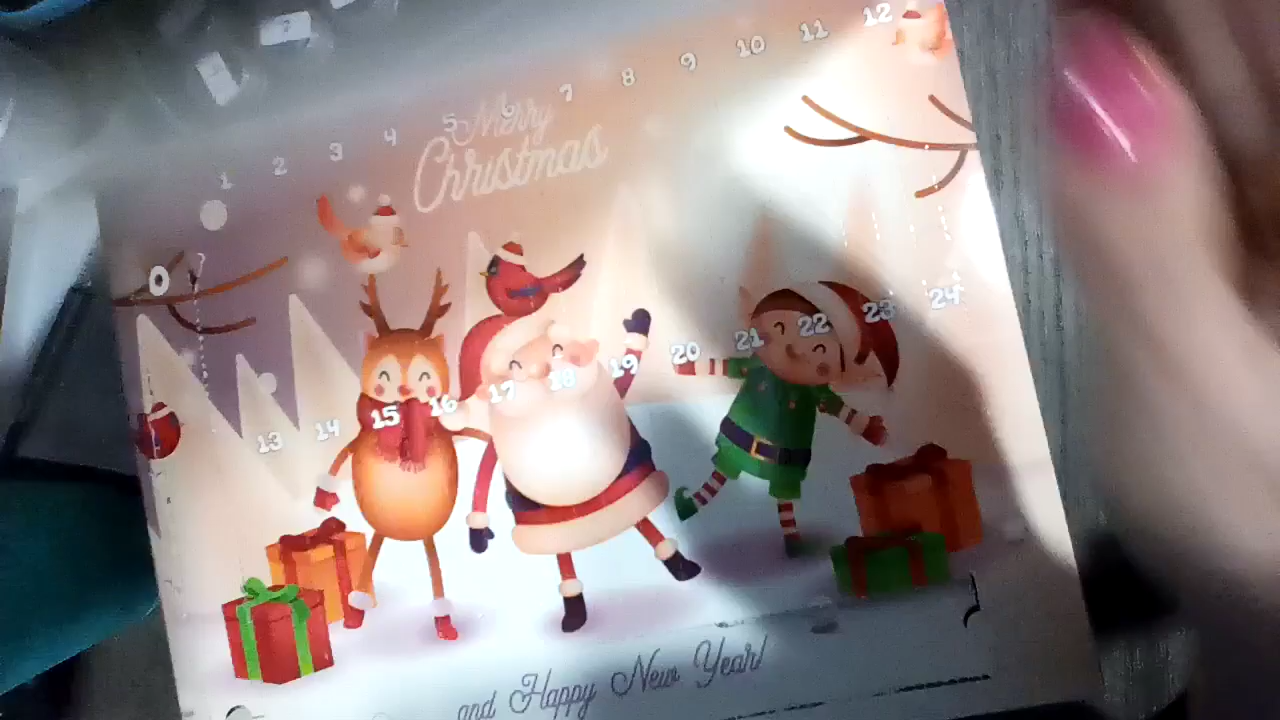 1 2 3 4 5 6 7 8 9 10 11 12
Merry
Christmas
0
13 14 15 16 17 18 19 20 21 22 23 24
and Happy New Year!